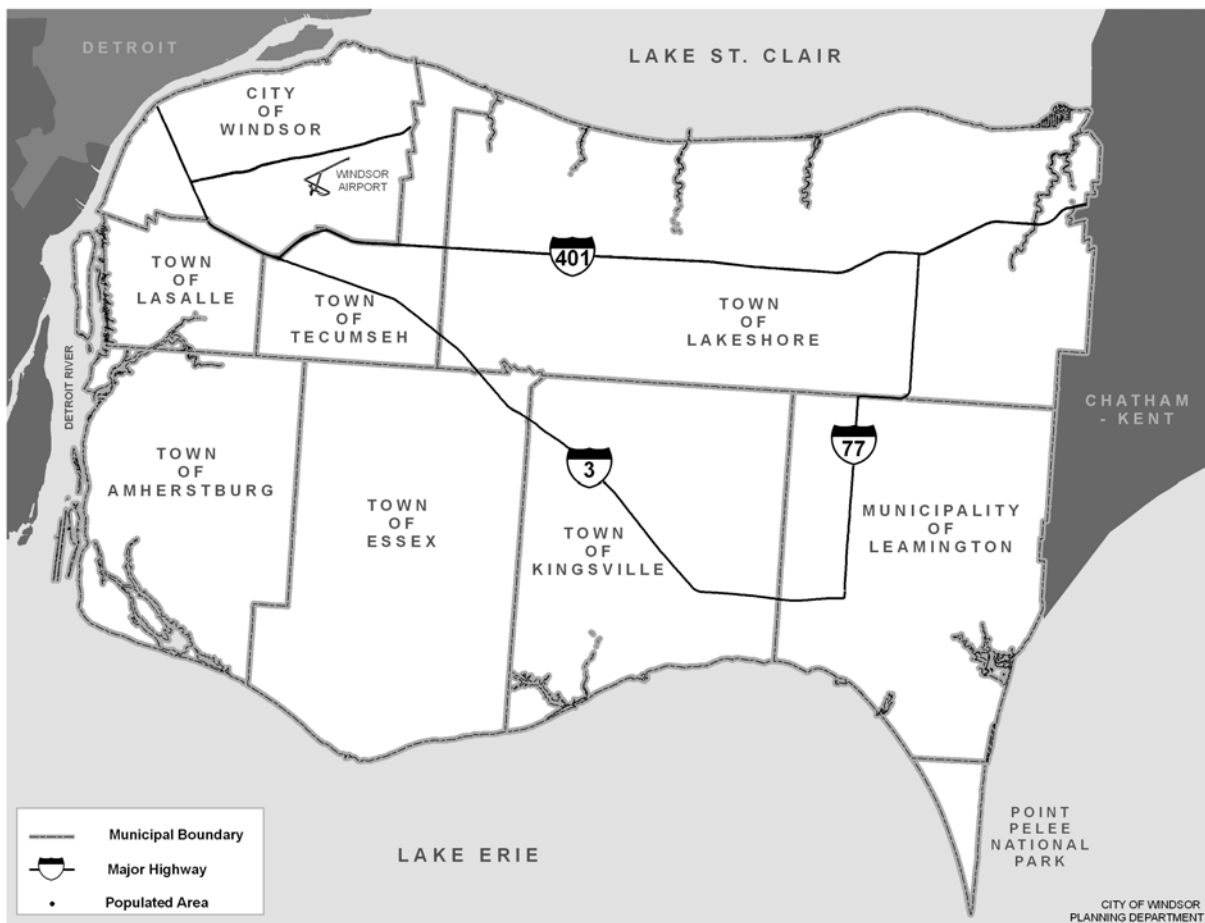 DETROIT
LAKE ST. CLAIR
CITY
OF
WINDSOR
WINDSOR
AIRPORT
401
TOWN
OF
LASALLE
TOWN
OF
TECUMSEH
TOWN
OF
LAKESHORE
DETROIT RIVER
CHATHAM
- KENT
77
3
TOWN
OF
AMHERSTBURG
TOWN
OF
ESSEX
TOWN
OF
KINGSVILLE
MUNICIPALITY
OF
LEAMINGTON
POINT
PELEE
NATIONAL
PARK
LAKE ERIE
Municipal Boundary
Major Highway
Populated Area
CITY OF WINDSOR
PLANNING DEPARTMENT